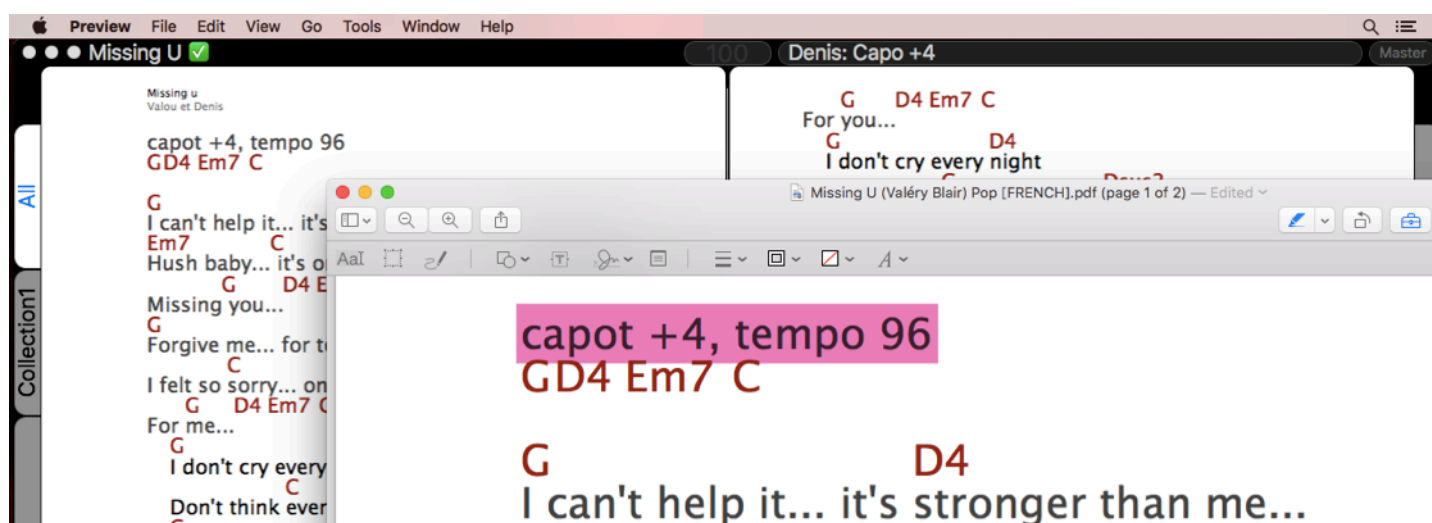 Preview File Edit View Go Tools Window Help
Missing U ✅
100
Denis: Capo +4
Master
All
Collection1
Missing u
Valou et Denis
capot +4, tempo 96
GD4 Em7 C
G
I can't help it... it's
Em7 C
Hush baby... it's
G D4
Missing you...
G
Forgive me... for
C
I felt so sorry... on
G D4 Em7
For me...
G
I don't cry every
C
Don't think ever
G D4 Em7 C
For you...
G D4
I don't cry every night
Missing U (Valéry Blair) Pop [FRENCH].pdf (page 1 of 2) — Edited
AaI
T
A
capot +4, tempo 96
GD4 Em7 C
G D4
I can't help it... it's stronger than me...